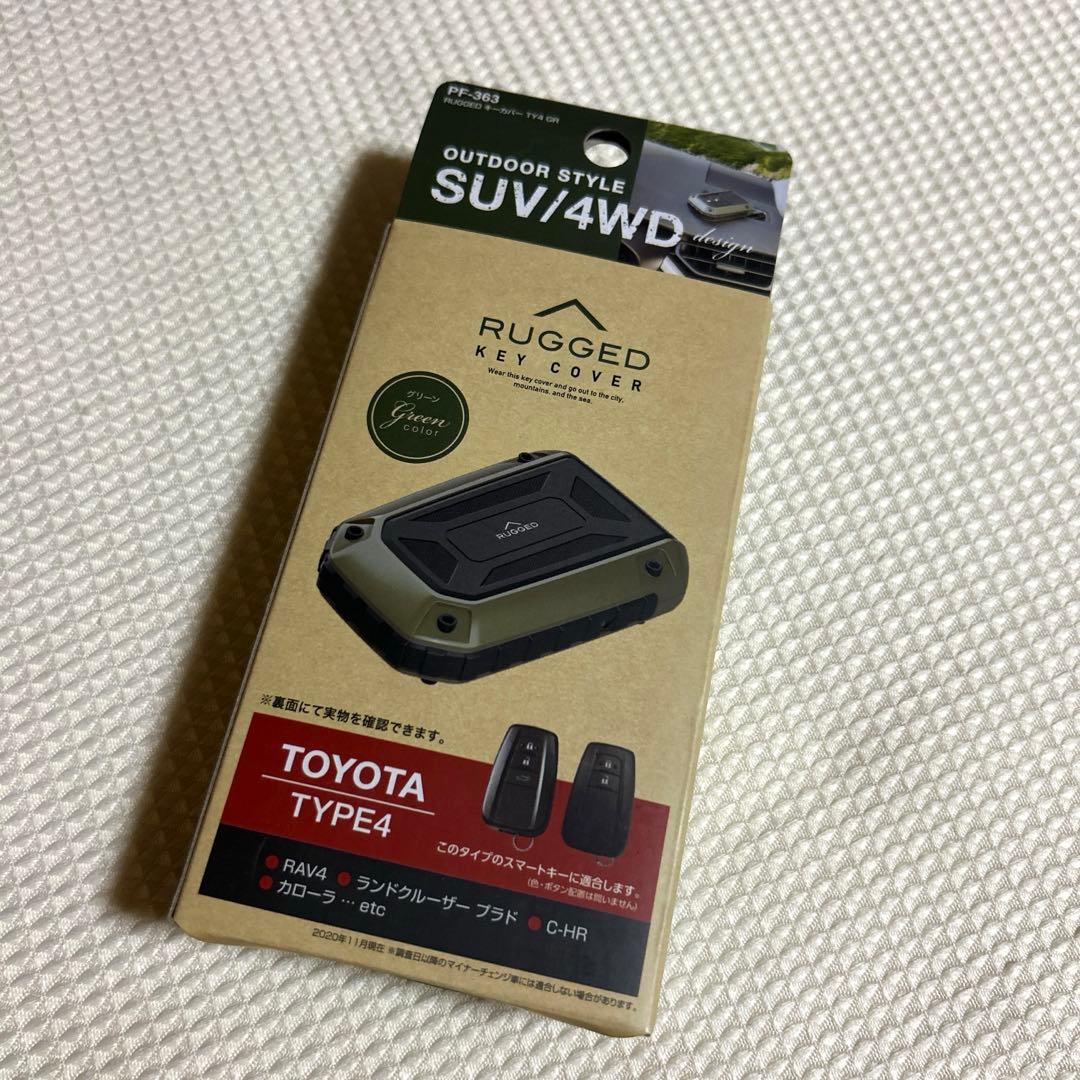 PF-363
RUGGED キーカバー TY4 GR
OUTDOOR STYLE
SUV/4WD
design
RUGGED
KEY COVER
Wear this key cover and go out to the city,
mountains, and the sea.
グリーン
Green
color
RUGGED
※裏面にて実物を確認できます。
TOYOTA
TYPE4
このタイプのスマートキーに適合します。
(色・ボタン配置は問いません)
● RAV4 ● ランドクルーザー プラド ● C-HR
● カローラ … etc
2020年11月現在 ※調査日以降のマイナーチェンジ車には適合しない場合があります。